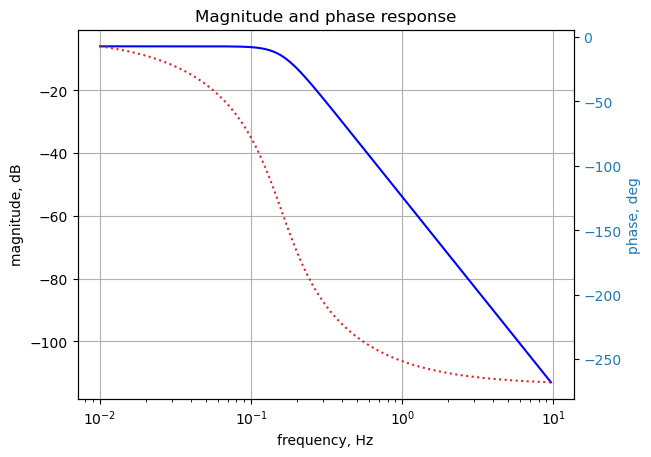 Magnitude and phase response
magnitude, dB
−20
−40
−60
−80
−100
0
−50
−100
−150
−200
−250
phase, deg
10⁻² 10⁻¹ 10⁰ 10¹
frequency, Hz